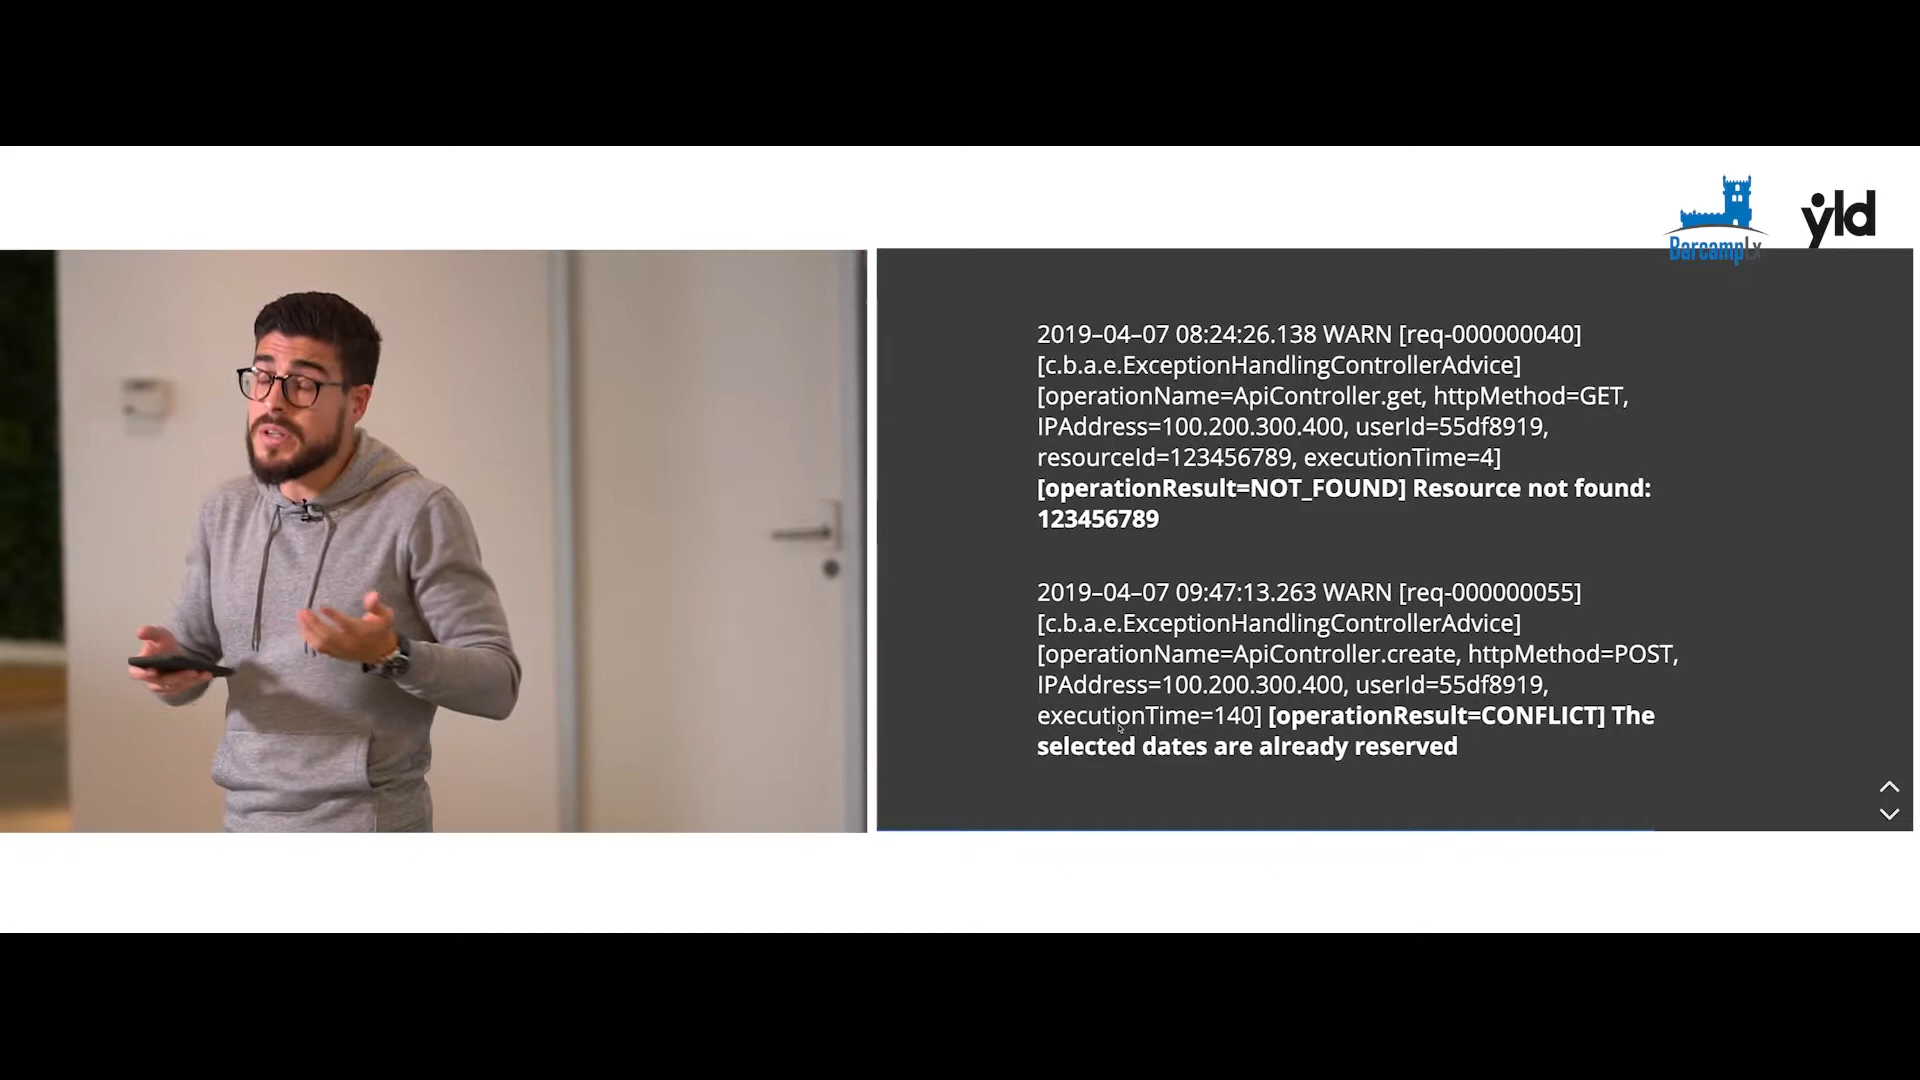 BarcampLx
yld
2019–04–07 08:24:26.138 WARN [req-000000040]
[c.b.a.e.ExceptionHandlingControllerAdvice]
[operationName=ApiController.get, httpMethod=GET,
IPAddress=100.200.300.400, userId=55df8919,
resourceId=123456789, executionTime=4]
[operationResult=NOT_FOUND] Resource not found:
123456789
2019–04–07 09:47:13.263 WARN [req-000000055]
[c.b.a.e.ExceptionHandlingControllerAdvice]
[operationName=ApiController.create, httpMethod=POST,
IPAddress=100.200.300.400, userId=55df8919,
executionTime=140] [operationResult=CONFLICT] The
selected dates are already reserved